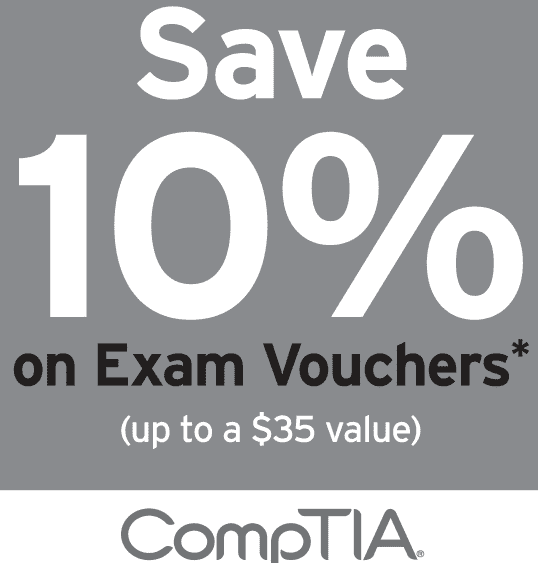 Save
10%
on Exam Vouchers*
(up to a $35 value)
CompTIA®